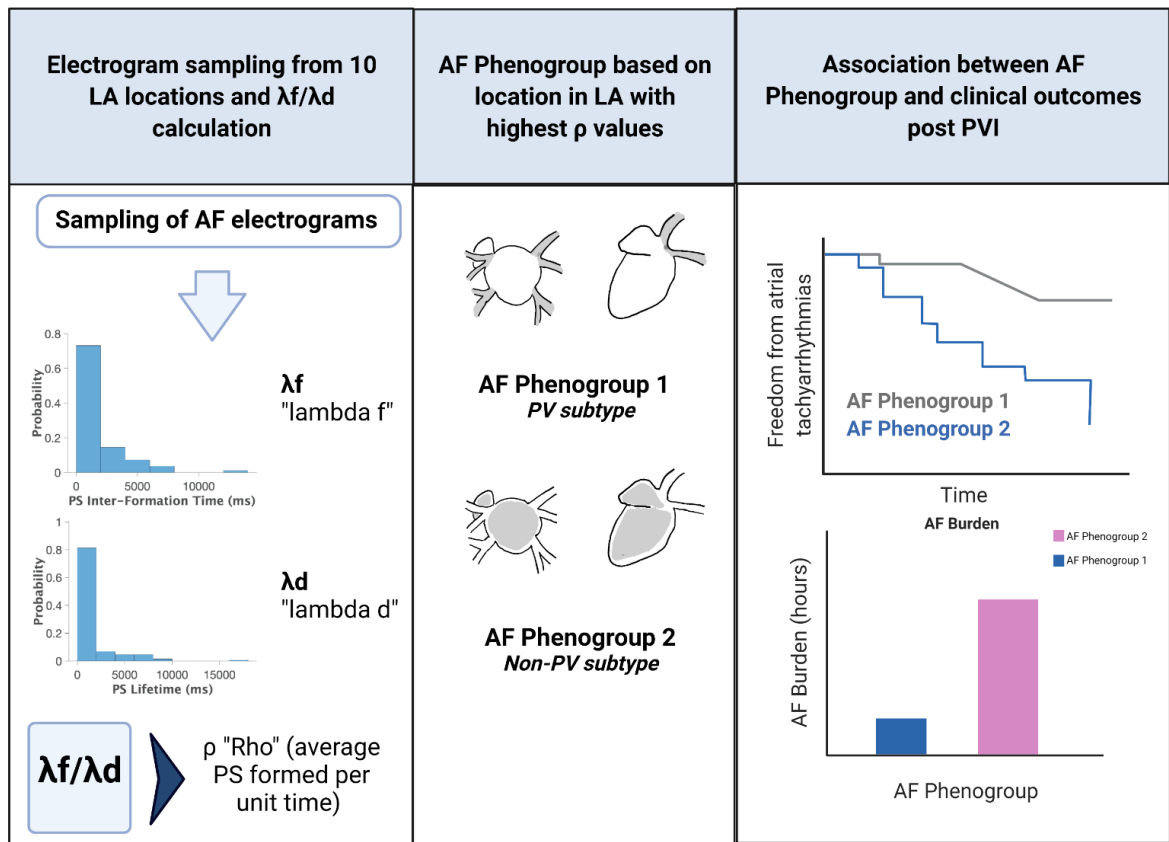 Electrogram sampling from 10
LA locations and λf/λd
calculation
AF Phenogroup based on
location in LA with
highest ρ values
Association between AF
Phenogroup and clinical outcomes
post PVI
Sampling of AF electrograms
Probability
0.8
0.6
0.4
0.2
0
0
5000
10000
PS Inter-Formation Time (ms)
λf
"lambda f"
Probability
1
0.8
0.6
0.4
0.2
0
0
5000
10000
15000
PS Lifetime (ms)
λd
"lambda d"
λf/λd
ρ "Rho" (average
PS formed per
unit time)
AF Phenogroup 1
PV subtype
AF Phenogroup 2
Non-PV subtype
Freedom from atrial
tachyarrhythmias
AF Phenogroup 1
AF Phenogroup 2
Time
AF Burden
AF Phenogroup 2
AF Phenogroup 1
AF Burden (hours)
AF Phenogroup